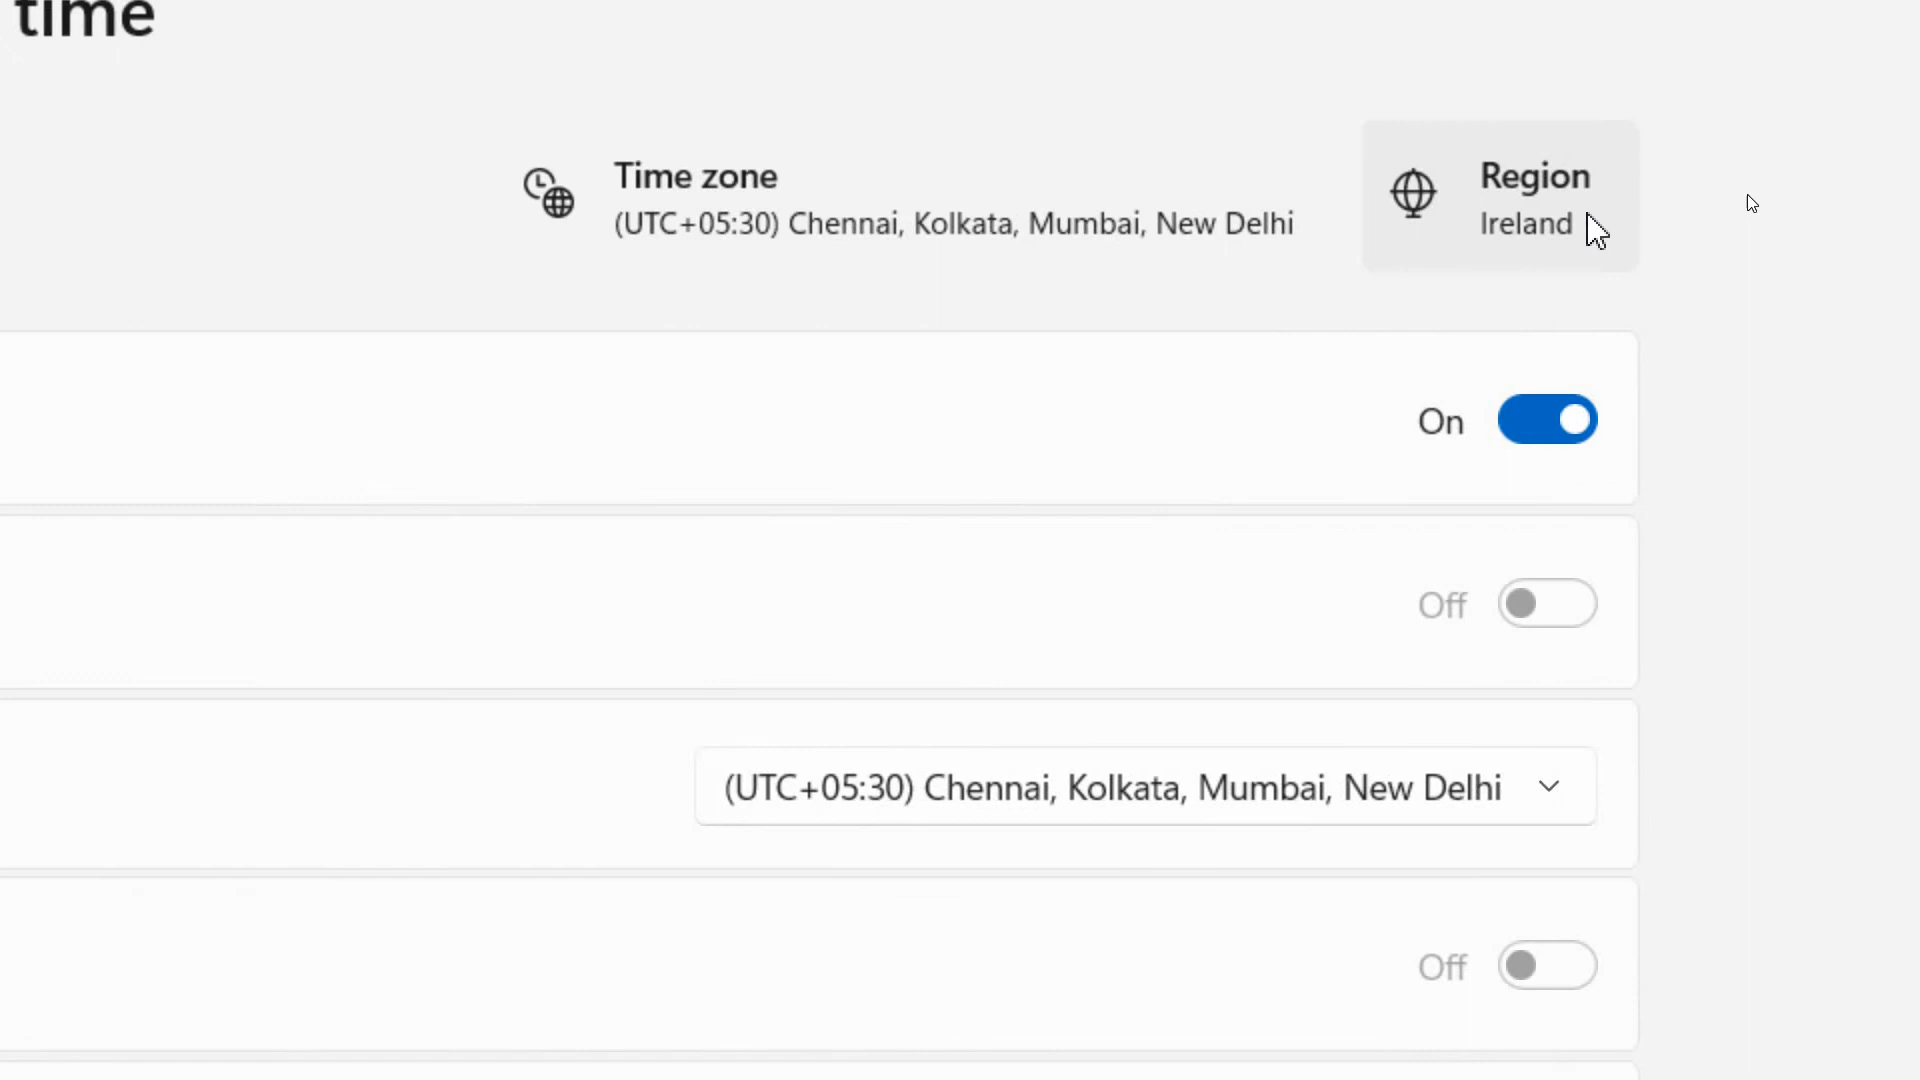 time
Time zone
(UTC+05:30) Chennai, Kolkata, Mumbai, New Delhi
Region
Ireland
On
Off
(UTC+05:30) Chennai, Kolkata, Mumbai, New Delhi
Off